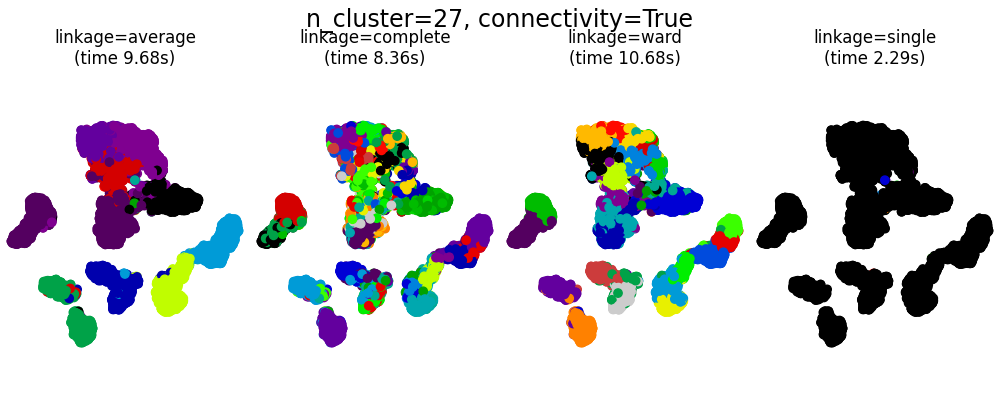 n_cluster=27, connectivity=True
linkage=average
(time 9.68s)
linkage=complete
(time 8.36s)
linkage=ward
(time 10.68s)
linkage=single
(time 2.29s)